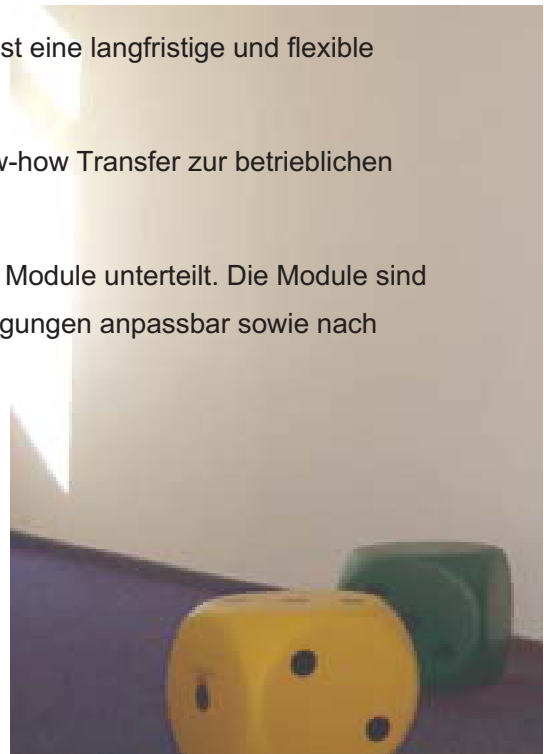 st eine langfristige und flexible
w-how Transfer zur betrieblichen
Module unterteilt. Die Module sind
gungen anpassbar sowie nach